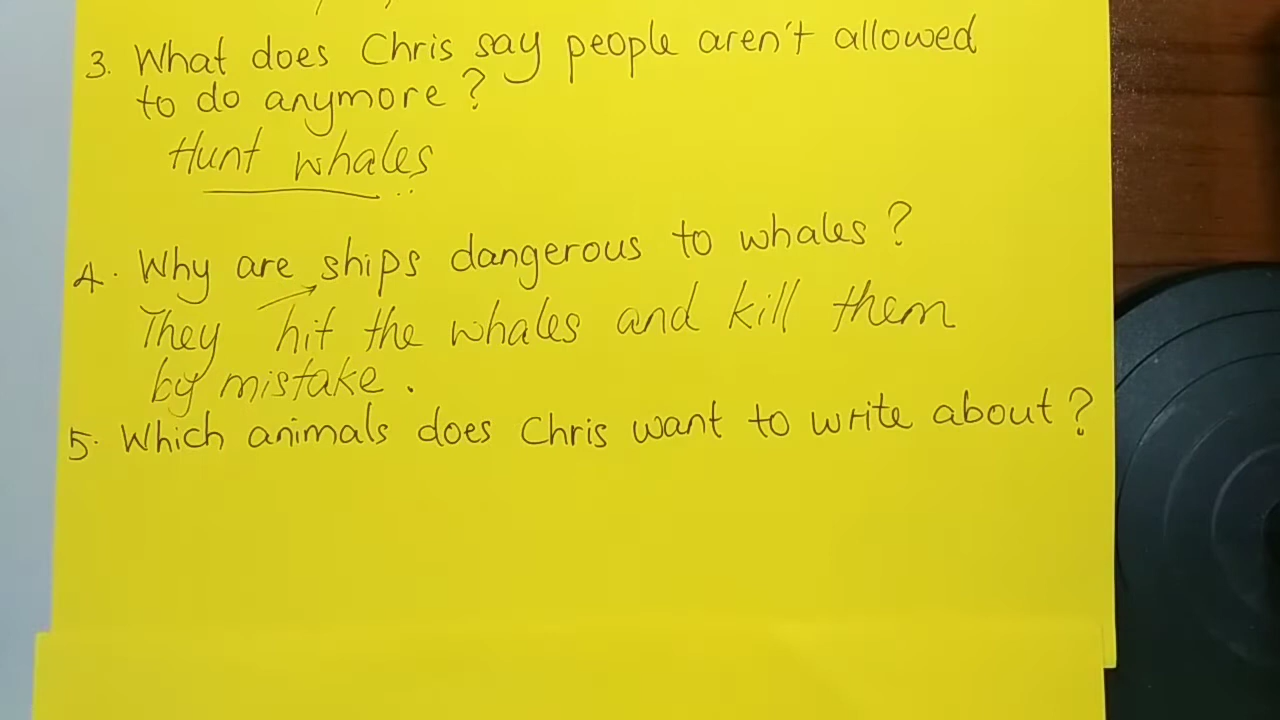 3. What does Chris say people aren't allowed
to do anymore?
Hunt whales
4. Why are ships dangerous to whales?
They hit the whales and kill them
by mistake.
5. Which animals does Chris want to write about?